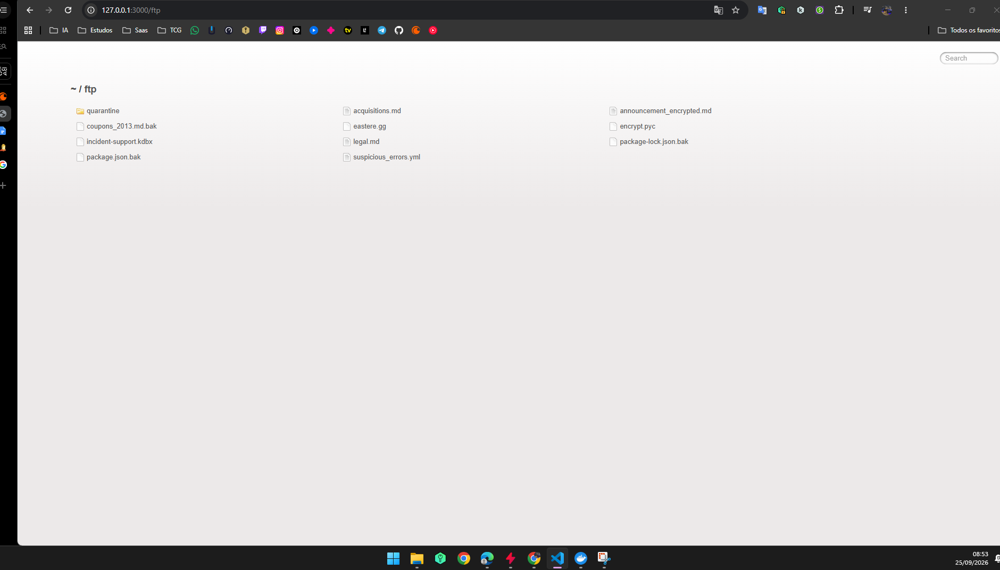 127.0.0.1:3000/ftp
IA Estudos Saas TCG Todos os favoritos
Search
~ / ftp
quarantine acquisitions.md announcement_encrypted.md
coupons_2013.md.bak eastere.gg encrypt.pyc
incident-support.kdbx legal.md package-lock.json.bak
package.json.bak suspicious_errors.yml
08:53
25/09/2026